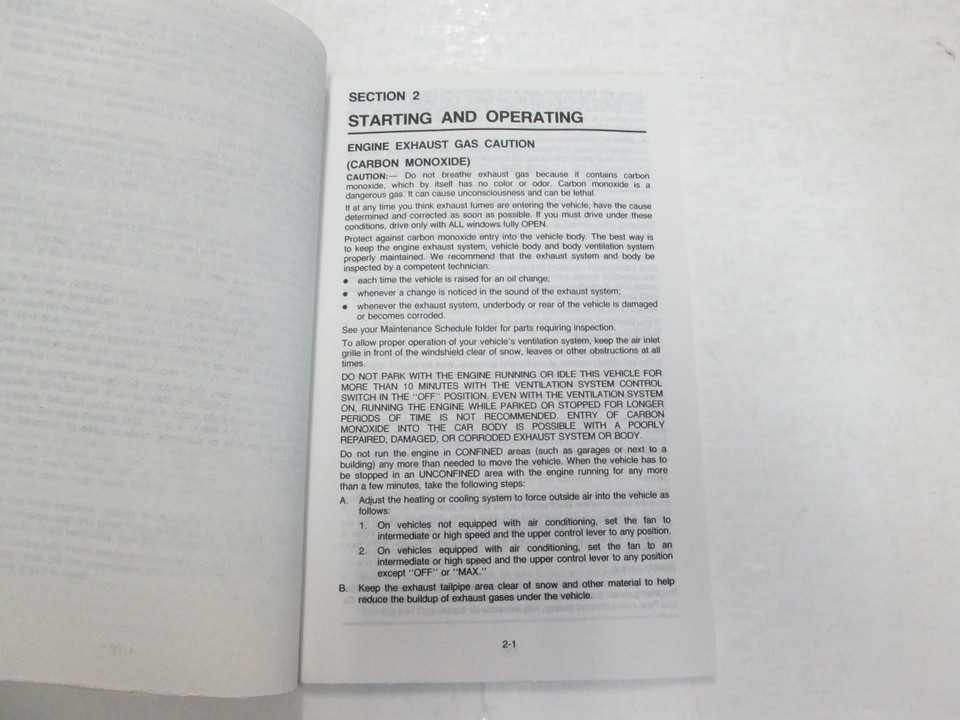 SECTION 2
STARTING AND OPERATING
ENGINE EXHAUST GAS CAUTION
(CARBON MONOXIDE)
CAUTION:— Do not breathe exhaust gas because it contains carbon
monoxide, which by itself has no color or odor. Carbon monoxide is a
dangerous gas. It can cause unconsciousness and can be lethal.
If at any time you think exhaust fumes are entering the vehicle, have the cause
determined and corrected as soon as possible. If you must drive under these
conditions, drive only with ALL windows fully OPEN.
Protect against carbon monoxide entry into the vehicle body. The best way is
to keep the engine exhaust system, vehicle body and body ventilation system
properly maintained. We recommend that the exhaust system and body be
inspected by a competent technician:
● each time the vehicle is raised for an oil change;
● whenever a change is noticed in the sound of the exhaust system;
● whenever the exhaust system, underbody or rear of the vehicle is damaged
or becomes corroded.
See your Maintenance Schedule folder for parts requiring inspection.
To allow proper operation of your vehicle's ventilation system, keep the air inlet
grille in front of the windshield clear of snow, leaves or other obstructions at all
times.
DO NOT PARK WITH THE ENGINE RUNNING OR IDLE THIS VEHICLE FOR
MORE THAN 10 MINUTES WITH THE VENTILATION SYSTEM CONTROL
SWITCH IN THE "OFF" POSITION. EVEN WITH THE VENTILATION SYSTEM
ON, RUNNING THE ENGINE WHILE PARKED OR STOPPED FOR LONGER
PERIODS OF TIME IS NOT RECOMMENDED. ENTRY OF CARBON
MONOXIDE INTO THE CAR BODY IS POSSIBLE WITH A POORLY
REPAIRED, DAMAGED, OR CORRODED EXHAUST SYSTEM OR BODY.
Do not run the engine in CONFINED areas (such as garages or next to a
building) any more than needed to move the vehicle. When the vehicle has to
be stopped in an UNCONFINED area with the engine running for any more
than a few minutes, take the following steps:
A. Adjust the heating or cooling system to force outside air into the vehicle as
follows:
1. On vehicles not equipped with air conditioning, set the fan to
intermediate or high speed and the upper control lever to any position.
2. On vehicles equipped with air conditioning, set the fan to an
intermediate or high speed and the upper control lever to any position
except "OFF" or "MAX."
B. Keep the exhaust tailpipe area clear of snow and other material to help
reduce the buildup of exhaust gases under the vehicle.
2-1